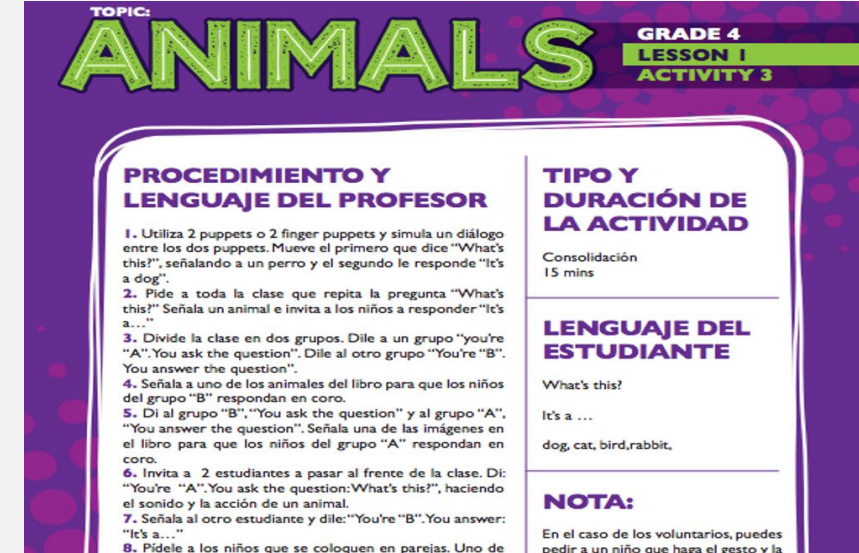 TOPIC:
ANIMALS
GRADE 4
LESSON 1
ACTIVITY 3
PROCEDIMIENTO Y
LENGUAJE DEL PROFESOR
1. Utiliza 2 puppets o 2 finger puppets y simula un diálogo
entre los dos puppets. Mueve el primero que dice “What’s
this?”, señalando a un perro y el segundo le responde “It’s
a dog”.
2. Pide a toda la clase que repita la pregunta “What’s
this?” Señala un animal e invita a los niños a responder “It’s
a…”
3. Divide la clase en dos grupos. Dile a un grupo “you’re
“A”. You ask the question”. Dile al otro grupo “You’re “B”.
You answer the question”.
4. Señala a uno de los animales del libro para que los niños
del grupo “B” respondan en coro.
5. Di al grupo “B”, “You ask the question” y al grupo “A”,
“You answer the question”. Señala una de las imágenes en
el libro para que los niños del grupo “A” respondan en
coro.
6. Invita a 2 estudiantes a pasar al frente de la clase. Di:
“You’re “A”. You ask the question: What’s this?”, haciendo
el sonido y la acción de un animal.
7. Señala al otro estudiante y dile: “You’re “B”. You answer:
“It’s a…”
8. Pídele a los niños que se coloquen en parejas. Uno de
TIPO Y
DURACIÓN DE
LA ACTIVIDAD
Consolidación
15 mins
LENGUAJE DEL
ESTUDIANTE
What’s this?
It’s a …
dog, cat, bird,rabbit,
NOTA:
En el caso de los voluntarios, puedes
pedir a un niño que haga el gesto y la